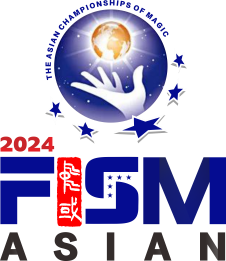 THE ASIAN CHAMPIONSHIPS OF MAGIC
2024
FISM
ASIAN